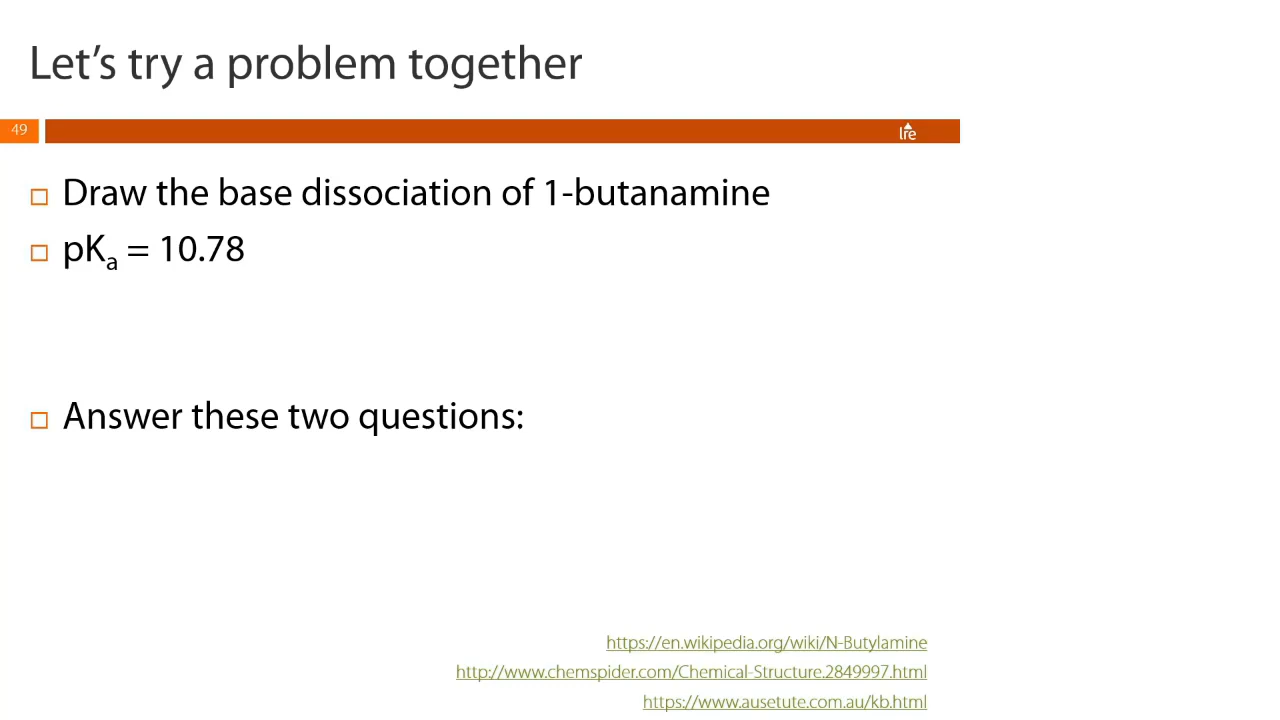 Let’s try a problem together
49
lre
Draw the base dissociation of 1-butanamine
pKa = 10.78
Answer these two questions:
https://en.wikipedia.org/wiki/N-Butylamine
http://www.chemspider.com/Chemical-Structure.2849997.html
https://www.ausetute.com.au/kb.html